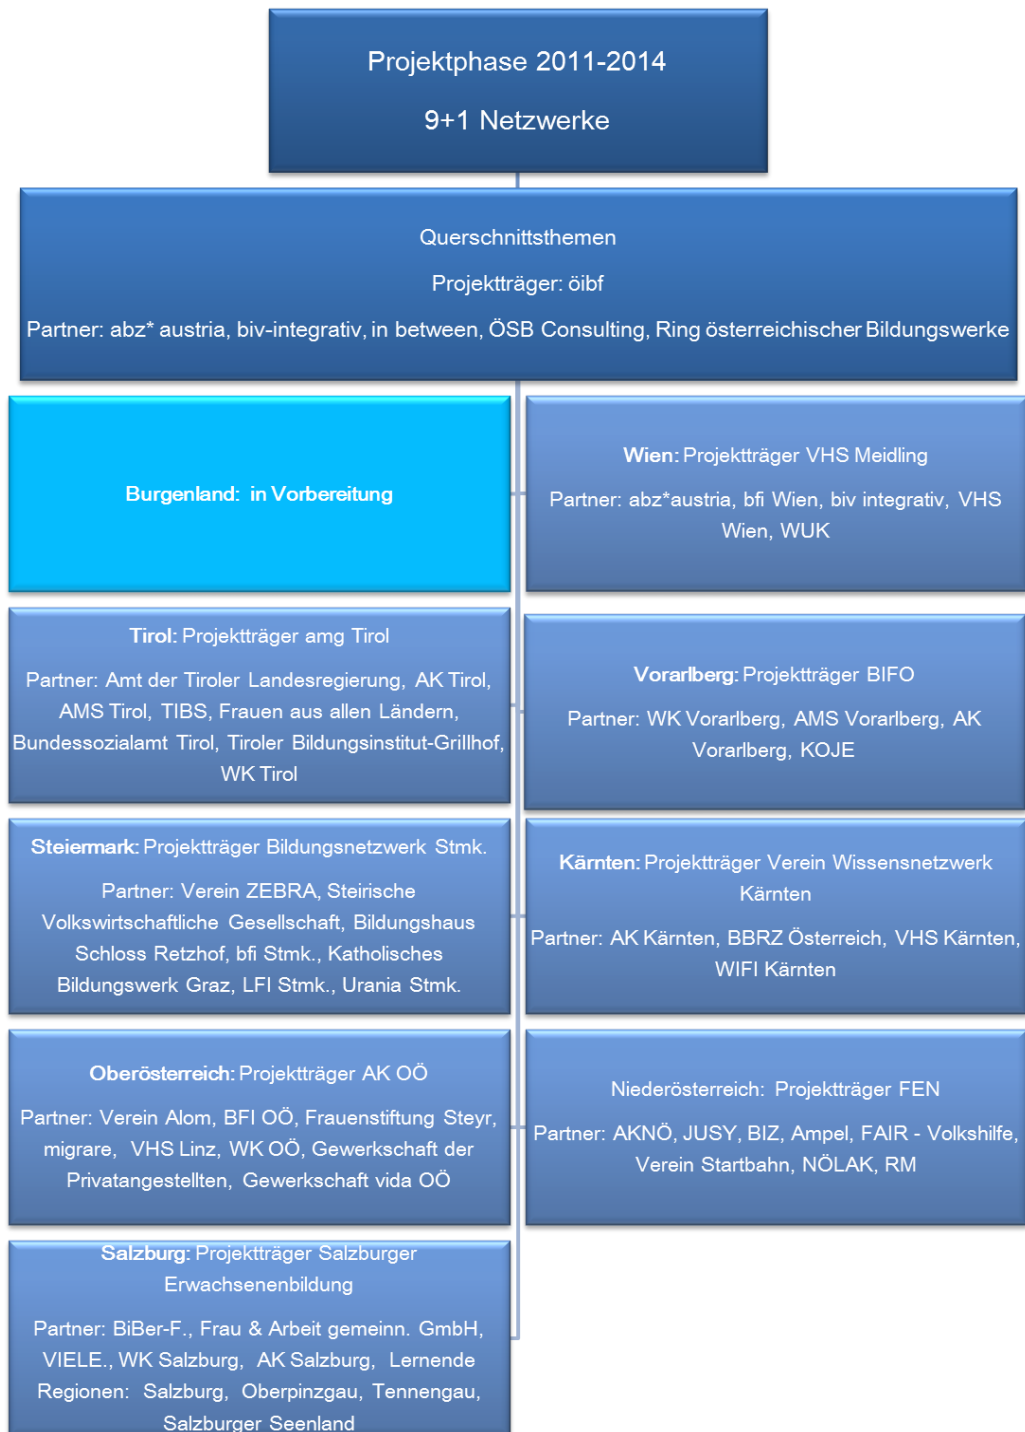 Projektphase 2011-2014
9+1 Netzwerke
Querschnittsthemen
Projektträger: öibf
Partner: abz* austria, biv-integrativ, in between, ÖSB Consulting, Ring österreichischer Bildungswerke
Burgenland: in Vorbereitung
Wien: Projektträger VHS Meidling
Partner: abz*austria, bfi Wien, biv integrativ, VHS
Wien, WUK
Tirol: Projektträger amg Tirol
Partner: Amt der Tiroler Landesregierung, AK Tirol,
AMS Tirol, TIBS, Frauen aus allen Ländern,
Bundessozialamt Tirol, Tiroler Bildungsinstitut-Grillhof,
WK Tirol
Vorarlberg: Projektträger BIFO
Partner: WK Vorarlberg, AMS Vorarlberg, AK
Vorarlberg, KOJE
Steiermark: Projektträger Bildungsnetzwerk Stmk.
Partner: Verein ZEBRA, Steirische
Volkswirtschaftliche Gesellschaft, Bildungshaus
Schloss Retzhof, bfi Stmk., Katholisches
Bildungswerk Graz, LFI Stmk., Urania Stmk.
Kärnten: Projektträger Verein Wissensnetzwerk
Kärnten
Partner: AK Kärnten, BBRZ Österreich, VHS Kärnten,
WIFI Kärnten
Oberösterreich: Projektträger AK OÖ
Partner: Verein Alom, BFI OÖ, Frauenstiftung Steyr,
migrare, VHS Linz, WK OÖ, Gewerkschaft der
Privatangestellten, Gewerkschaft vida OÖ
Niederösterreich: Projektträger FEN
Partner: AKNÖ, JUSY, BIZ, Ampel, FAIR - Volkshilfe,
Verein Startbahn, NÖLAK, RM
Salzburg: Projektträger Salzburger
Erwachsenenbildung
Partner: BiBer-F., Frau & Arbeit gemeinn. GmbH,
VIELE., WK Salzburg, AK Salzburg, Lernende
Regionen: Salzburg, Oberpinzgau, Tennengau,
Salzburger Seenland